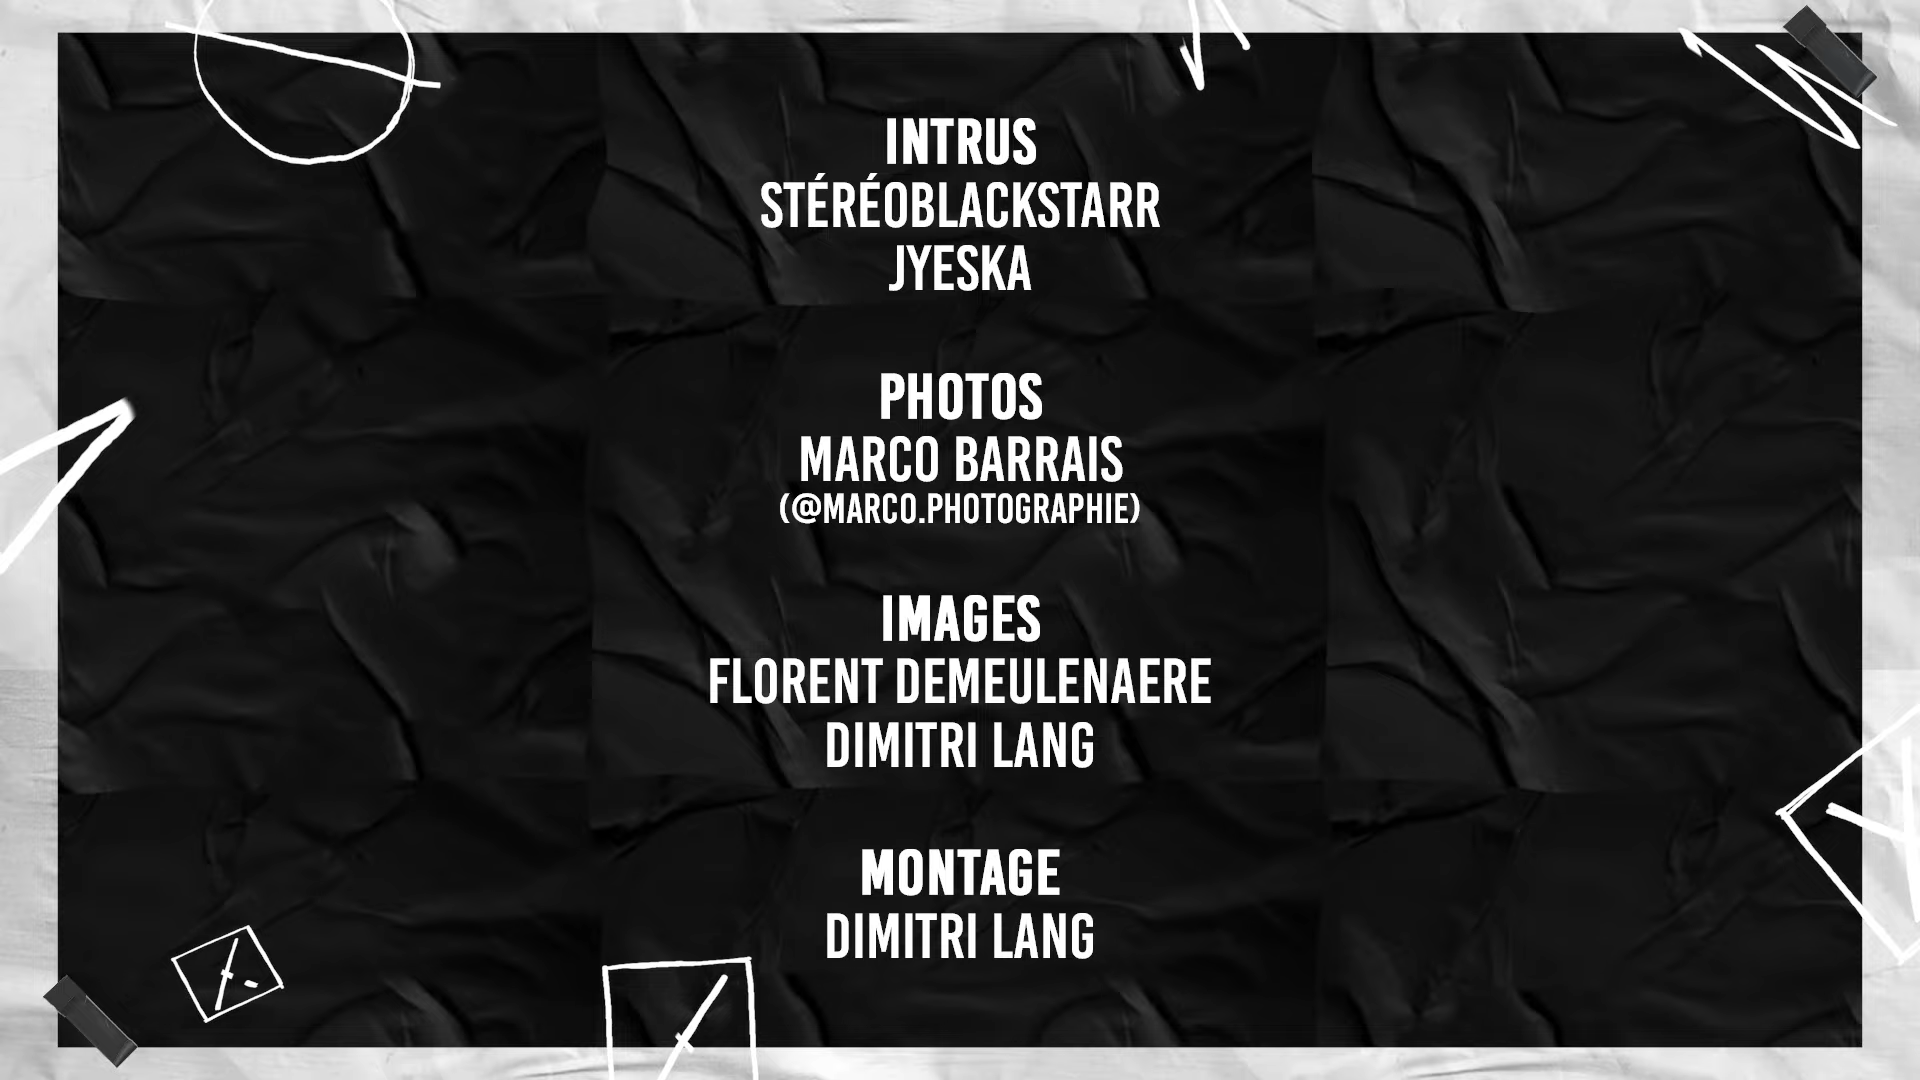 INTRUS
STÉRÉOBLACKSTARR
JYESKA
PHOTOS
MARCO BARRAIS
(@MARCO.PHOTOGRAPHIE)
IMAGES
FLORENT DEMEULENAERE
DIMITRI LANG
MONTAGE
DIMITRI LANG